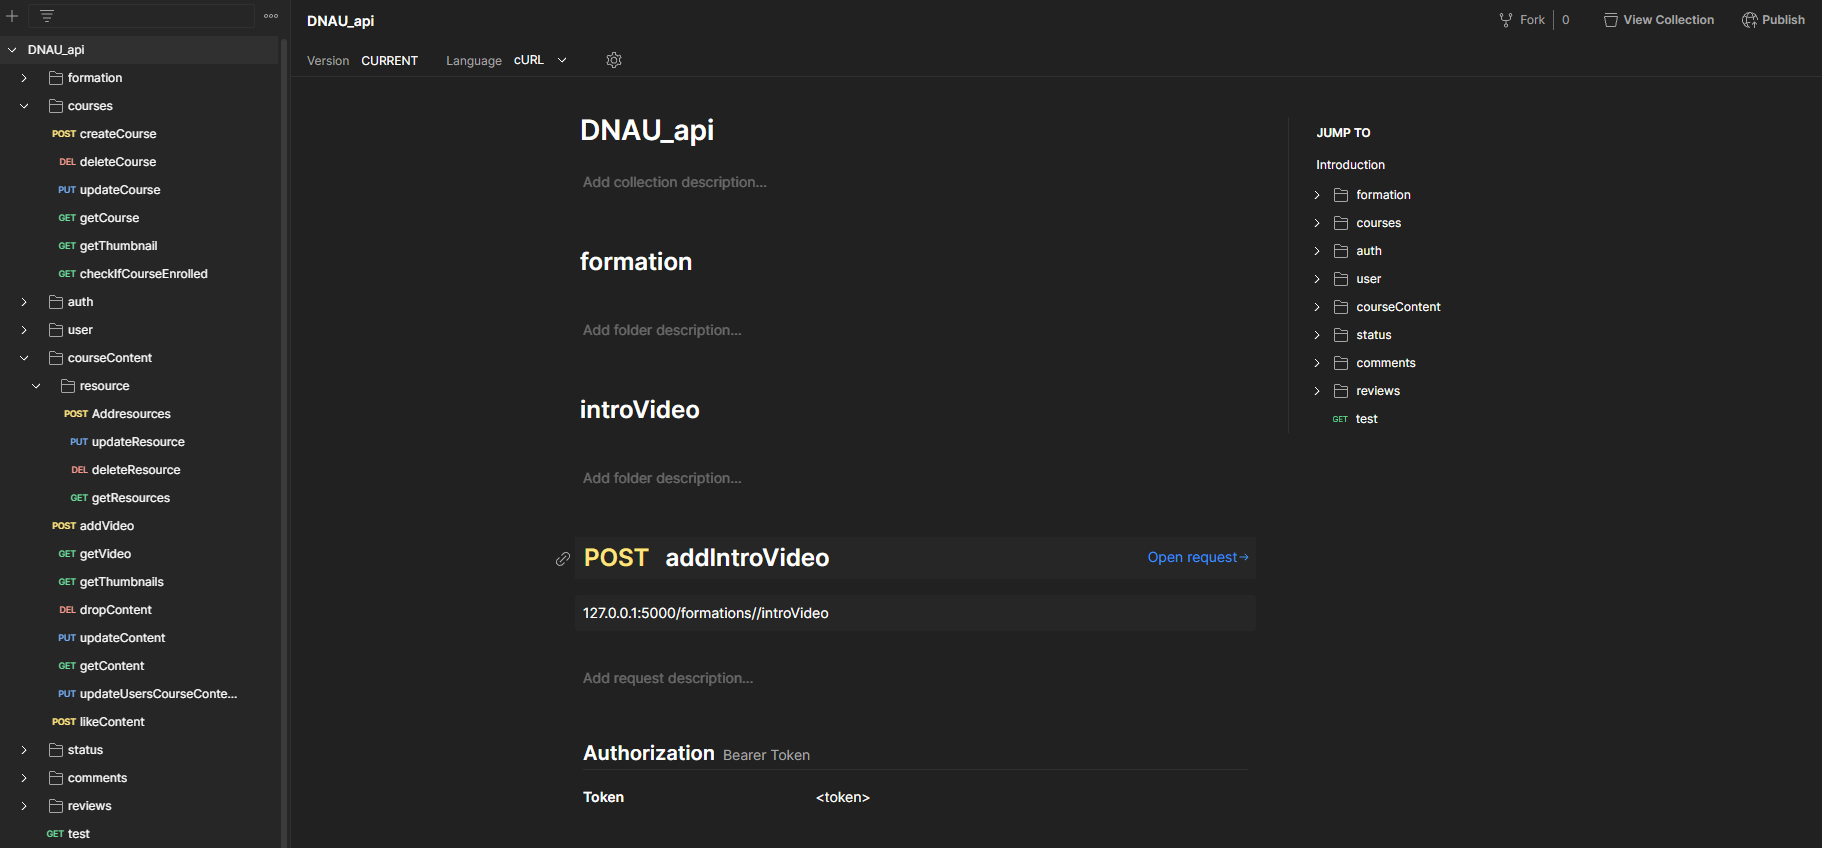 DNAU_api
formation
courses
POST createCourse
DEL deleteCourse
PUT updateCourse
GET getCourse
GET getThumbnail
GET checkIfCourseEnrolled
auth
user
courseContent
resource
POST Addresources
PUT updateResource
DEL deleteResource
GET getResources
POST addVideo
GET getVideo
GET getThumbnails
DEL dropContent
PUT updateContent
GET getContent
PUT updateUsersCourseConte...
POST likeContent
status
comments
reviews
GET test
DNAU_api
Fork 0 View Collection Publish
Version CURRENT Language cURL
DNAU_api
Add collection description...
formation
Add folder description...
introVideo
Add folder description...
POST addIntroVideo Open request→
127.0.0.1:5000/formations//introVideo
Add request description...
Authorization Bearer Token
Token <token>
JUMP TO
Introduction
formation
courses
auth
user
courseContent
status
comments
reviews
GET test